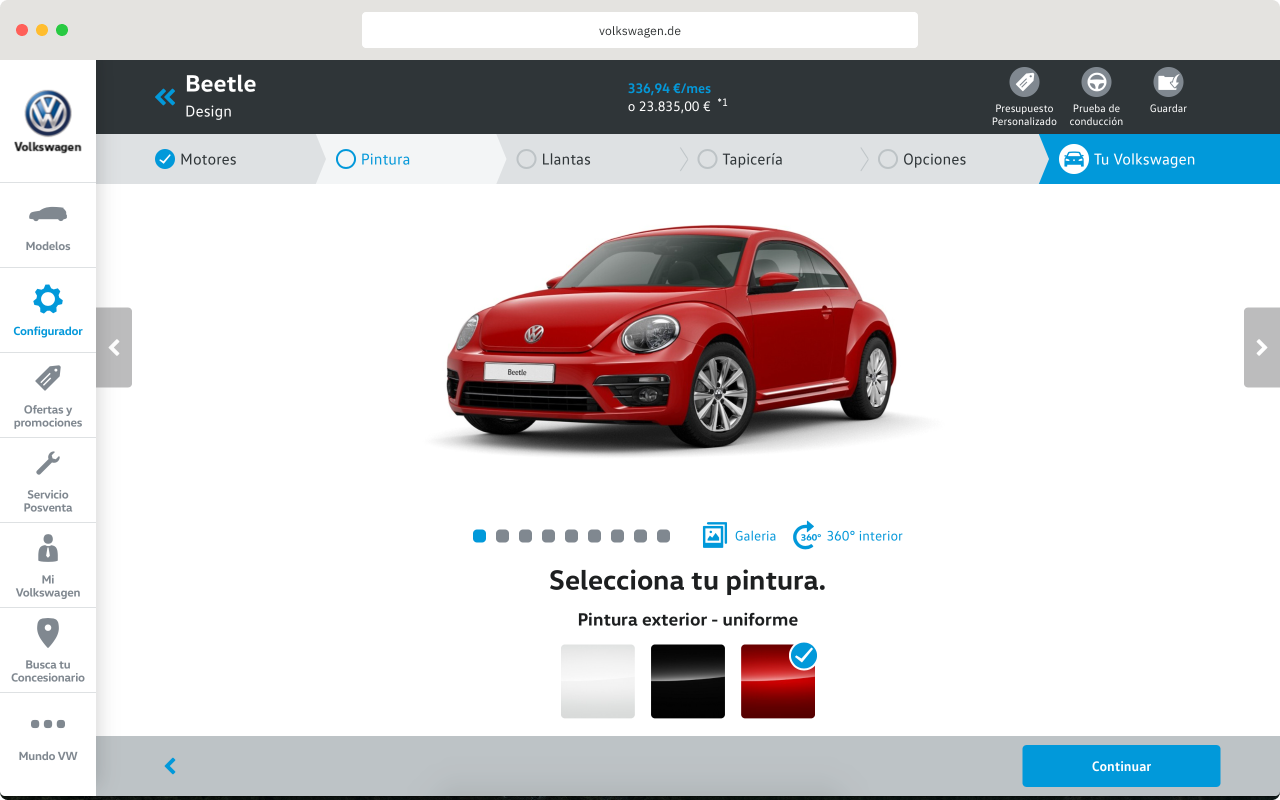 volkswagen.de
Volkswagen
Modelos
Configurador
Ofertas y
promociones
Servicio
Posventa
Mi
Volkswagen
Busca tu
Concesionario
Mundo VW
Beetle
Design
336,94 €/mes
o 23.835,00 € *1
Presupuesto
Personalizado
Prueba de
conducción
Guardar
Motores
Pintura
Llantas
Tapicería
Opciones
Tu Volkswagen
Beetle
Galeria
360°
360° interior
Selecciona tu pintura.
Pintura exterior - uniforme
Continuar